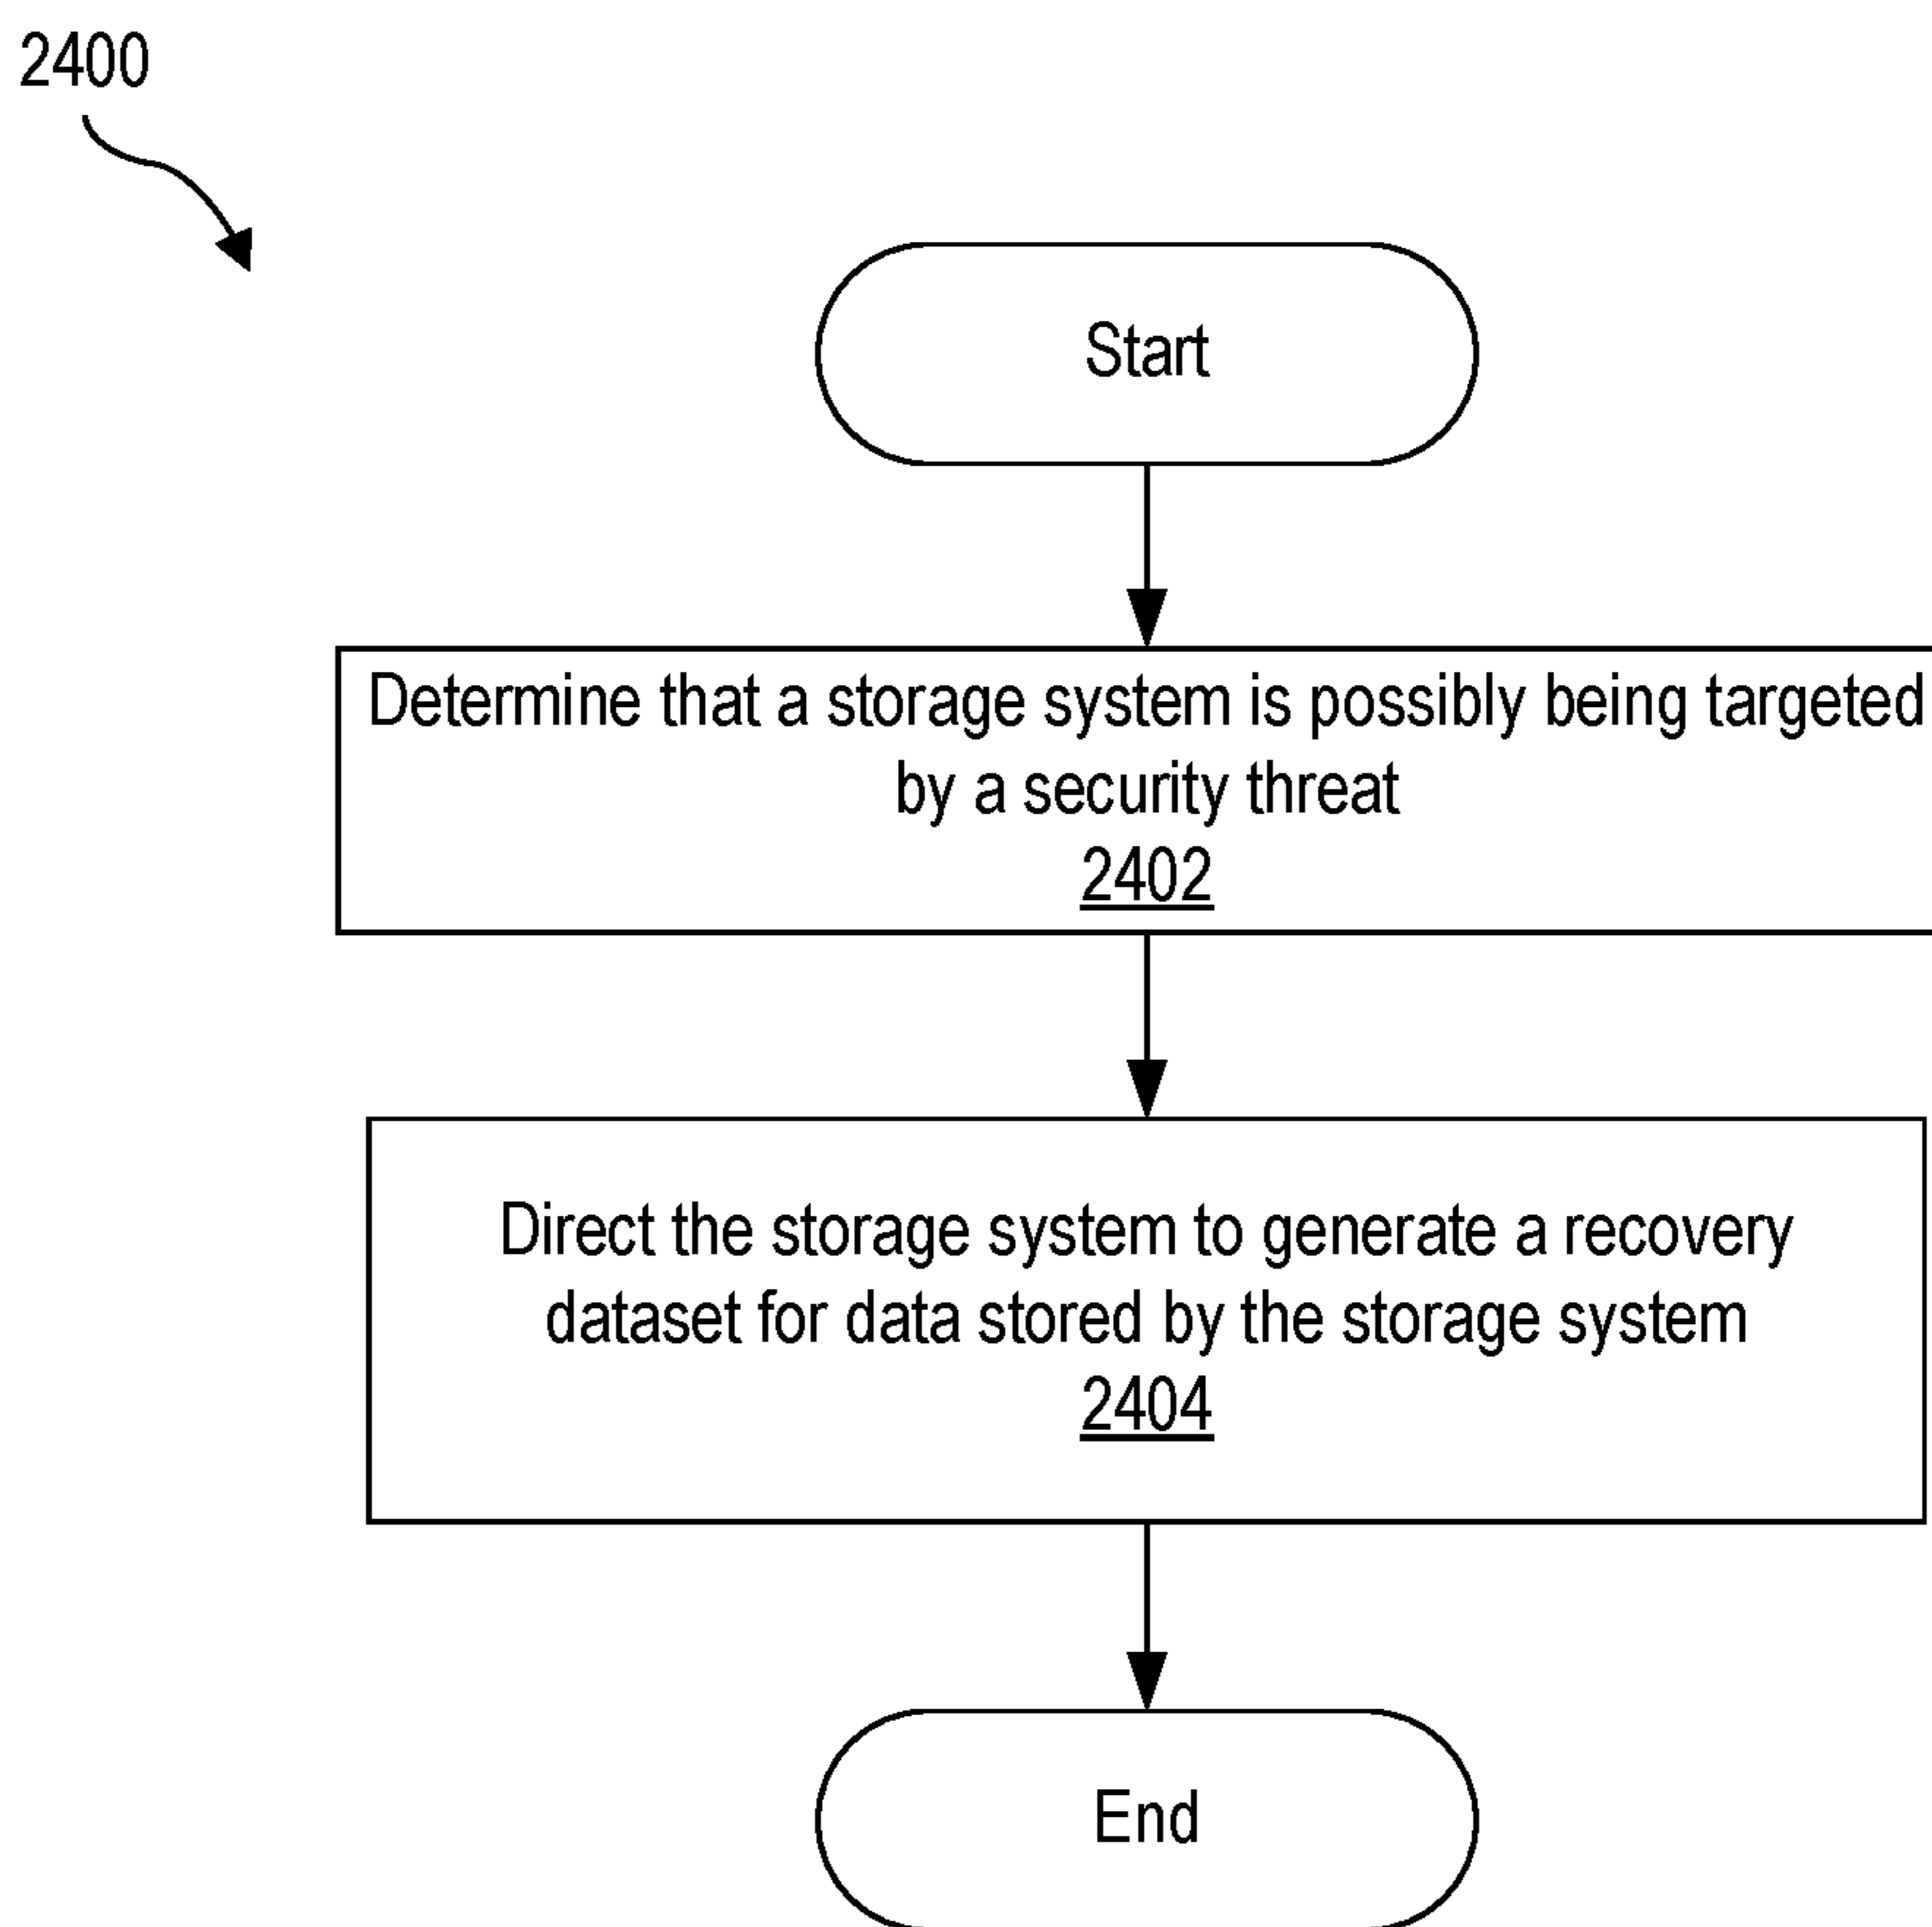 2400
Start
Determine that a storage system is possibly being targeted
by a security threat
2402
Direct the storage system to generate a recovery
dataset for data stored by the storage system
2404
End